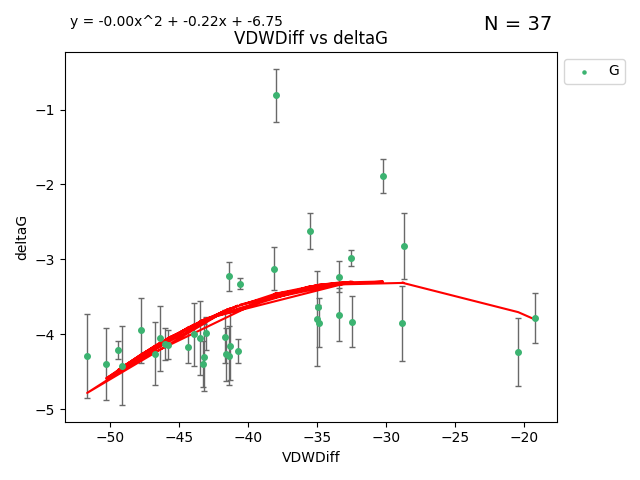 y = -0.00x^2 + -0.22x + -6.75
N = 37
VDWDiff vs deltaG
G
deltaG
−1
−2
−3
−4
−5
−50
−45
−40
−35
−30
−25
−20
VDWDiff